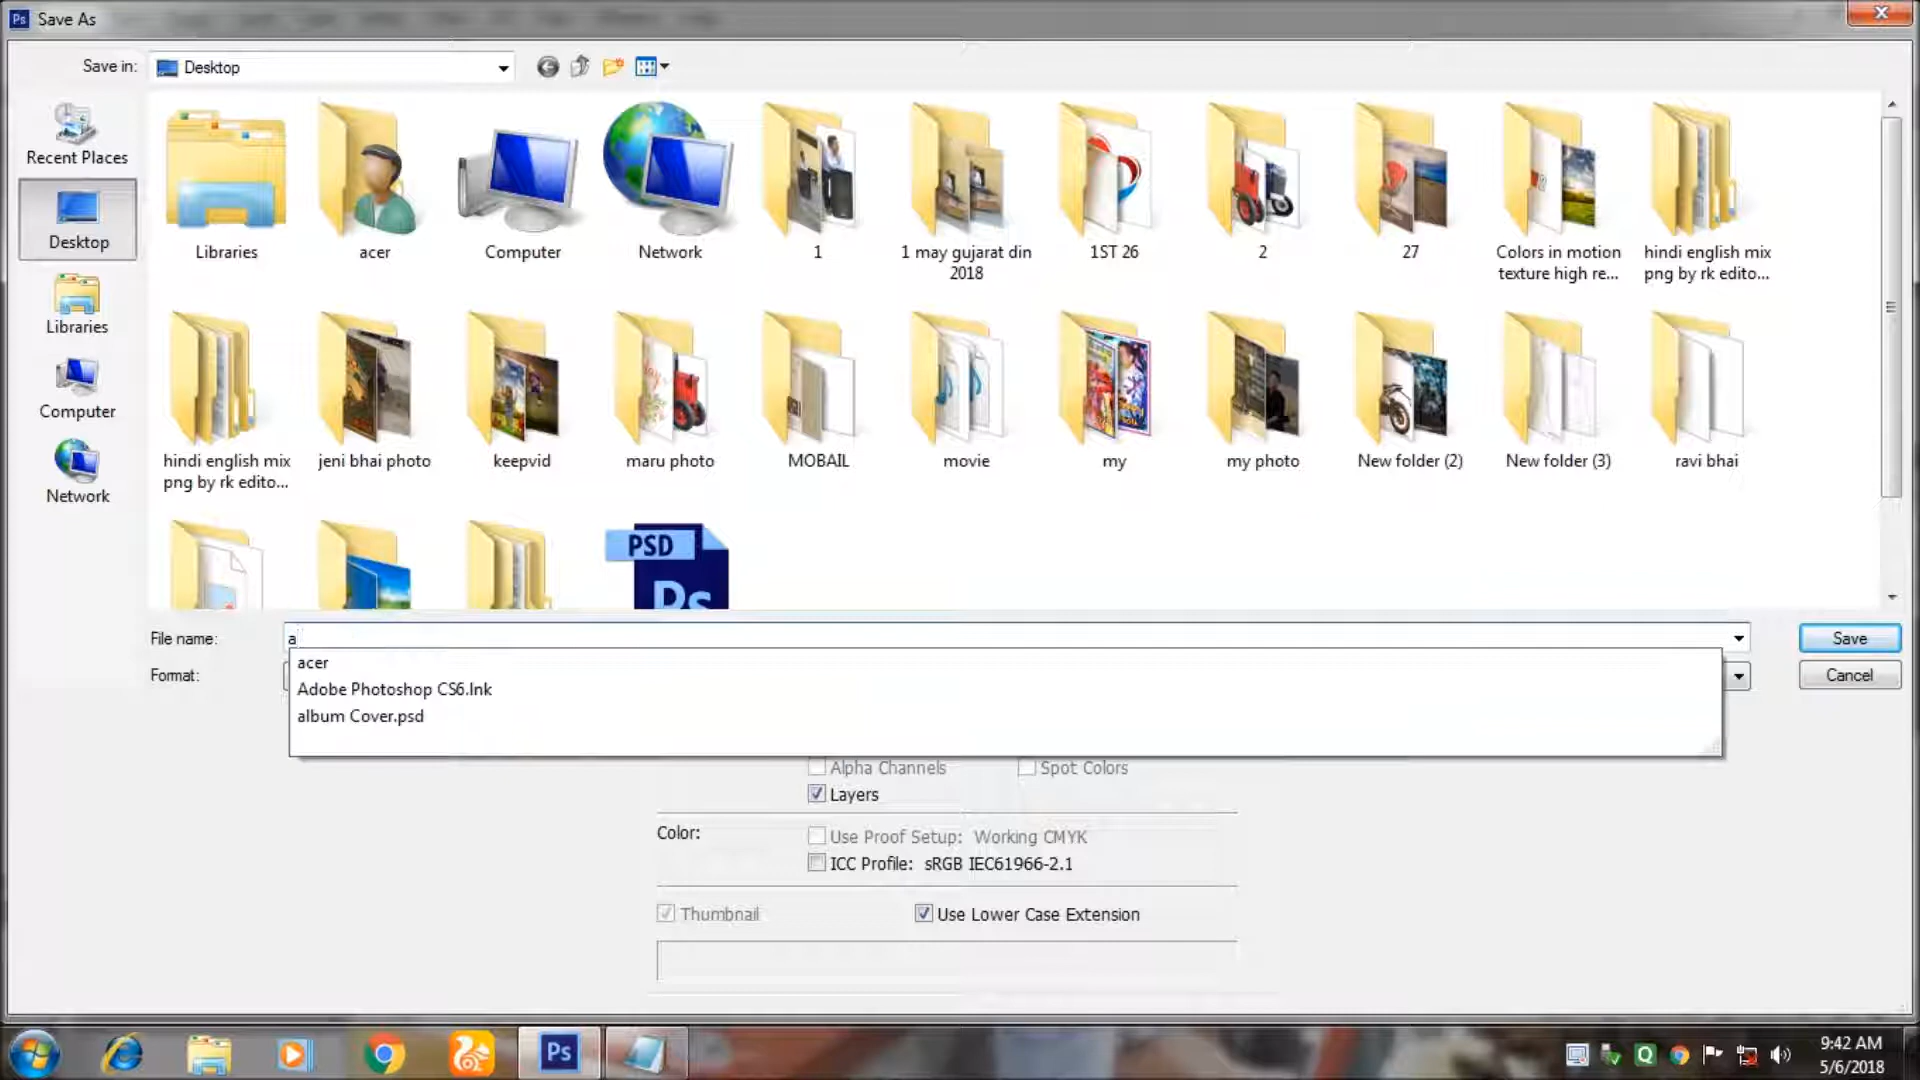 Save As
Save in:
Desktop
Recent Places
Desktop
Libraries
Computer
Network
Libraries
acer
Computer
Network
1
1 may gujarat din
2018
1ST 26
2
27
Colors in motion
texture high re...
hindi english mix
png by rk edito...
hindi english mix
png by rk edito...
jeni bhai photo
keepvid
maru photo
MOBAIL
movie
my
my photo
New folder (2)
New folder (3)
ravi bhai
PSD
Ps
File name:
a
Save
Format:
Cancel
acer
Adobe Photoshop CS6.lnk
album Cover.psd
Alpha Channels
Spot Colors
Layers
Color:
Use Proof Setup: Working CMYK
ICC Profile: sRGB IEC61966-2.1
Thumbnail
Use Lower Case Extension
Ps
9:42 AM
5/6/2018